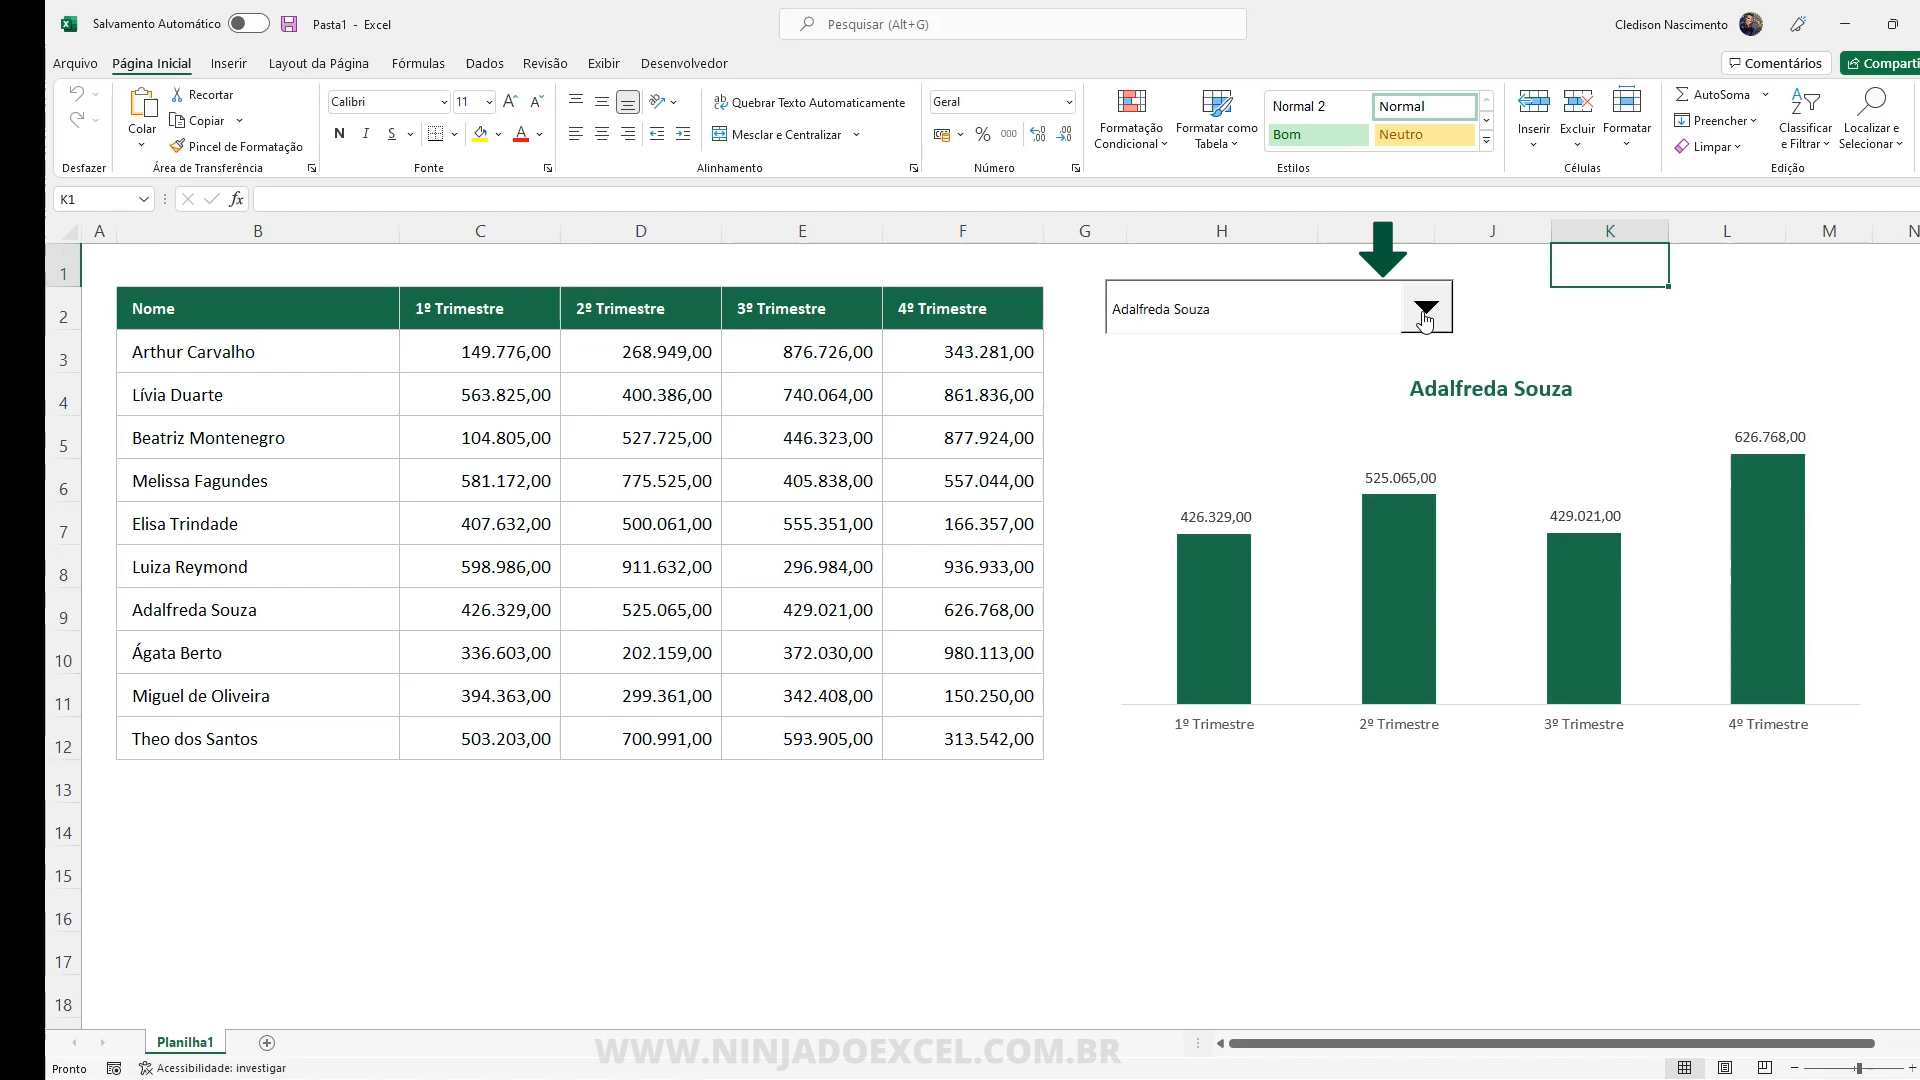 Salvamento Automático
Pasta1 - Excel
Pesquisar (Alt+G)
Cledison Nascimento
Arquivo Página Inicial Inserir Layout da Página Fórmulas Dados Revisão Exibir Desenvolvedor
Comentários
Comparti
Colar
Recortar
Copiar
Pincel de Formatação
Calibri 11
N I S
Quebrar Texto Automaticamente
Mesclar e Centralizar
Geral
% 000
Formatação Condicional
Formatar como Tabela
Normal 2 Normal
Bom Neutro
Inserir Excluir Formatar
AutoSoma
Preencher
Limpar
Classificar e Filtrar
Localizar e Selecionar
Desfazer Área de Transferência Fonte Alinhamento Número Estilos Células Edição
K1
fx
A B C D E F G H J K L M N
1
2 Nome 1º Trimestre 2º Trimestre 3º Trimestre 4º Trimestre
3 Arthur Carvalho 149.776,00 268.949,00 876.726,00 343.281,00
4 Lívia Duarte 563.825,00 400.386,00 740.064,00 861.836,00
5 Beatriz Montenegro 104.805,00 527.725,00 446.323,00 877.924,00
6 Melissa Fagundes 581.172,00 775.525,00 405.838,00 557.044,00
7 Elisa Trindade 407.632,00 500.061,00 555.351,00 166.357,00
8 Luiza Reymond 598.986,00 911.632,00 296.984,00 936.933,00
9 Adalfreda Souza 426.329,00 525.065,00 429.021,00 626.768,00
10 Ágata Berto 336.603,00 202.159,00 372.030,00 980.113,00
11 Miguel de Oliveira 394.363,00 299.361,00 342.408,00 150.250,00
12 Theo dos Santos 503.203,00 700.991,00 593.905,00 313.542,00
13
14
15
16
17
18
Adalfreda Souza
Adalfreda Souza
426.329,00 525.065,00 429.021,00 626.768,00
1º Trimestre 2º Trimestre 3º Trimestre 4º Trimestre
Planilha1
WWW.NINJADOEXCEL.COM.BR
Pronto
Acessibilidade: investigar